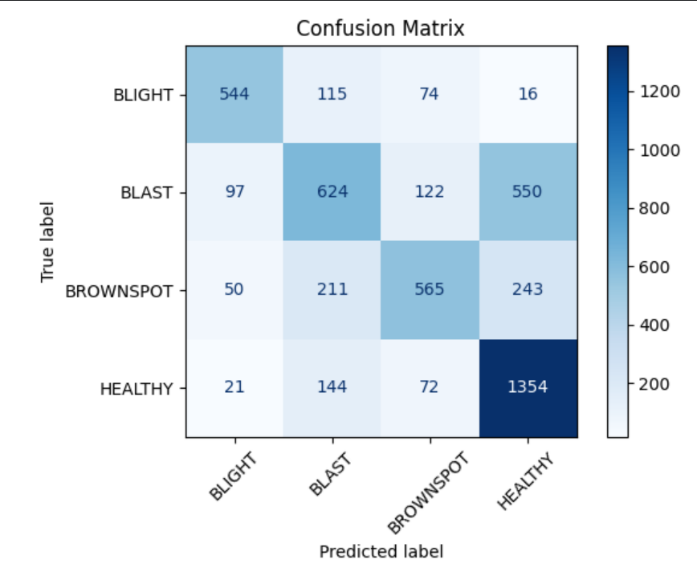 Confusion Matrix
BLIGHT 544 115 74 16
BLAST 97 624 122 550
BROWNSPOT 50 211 565 243
HEALTHY 21 144 72 1354
BLIGHT BLAST BROWNSPOT HEALTHY
Predicted label
True label
1200
1000
800
600
400
200